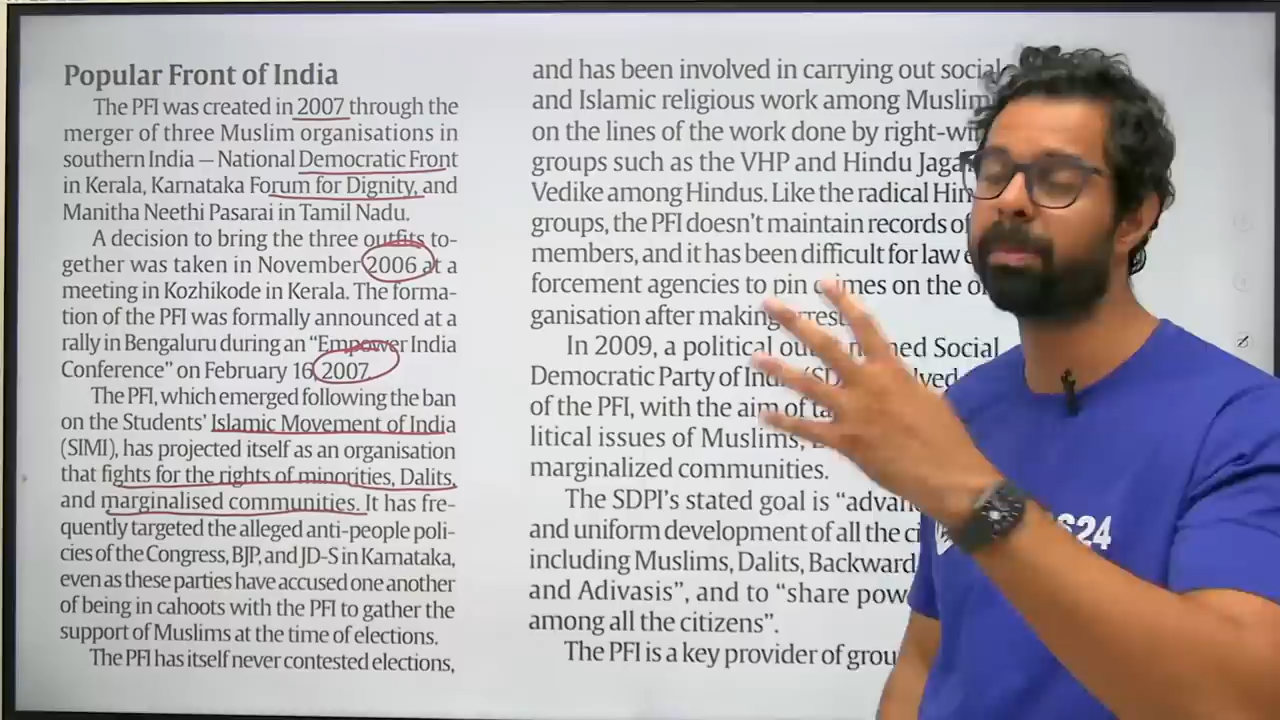 Popular Front of India
The PFI was created in 2007 through the
merger of three Muslim organisations in
southern India — National Democratic Front
in Kerala, Karnataka Forum for Dignity, and
Manitha Neethi Pasarai in Tamil Nadu.
A decision to bring the three outfits to-
gether was taken in November 2006 at a
meeting in Kozhikode in Kerala. The forma-
tion of the PFI was formally announced at a
rally in Bengaluru during an “Empower India
Conference” on February 16, 2007.
The PFI, which emerged following the ban
on the Students’ Islamic Movement of India
(SIMI), has projected itself as an organisation
that fights for the rights of minorities, Dalits,
and marginalised communities. It has fre-
quently targeted the alleged anti-people poli-
cies of the Congress, BJP, and JD-S in Karnataka,
even as these parties have accused one another
of being in cahoots with the PFI to gather the
support of Muslims at the time of elections.
The PFI has itself never contested elections,
and has been involved in carrying out social
and Islamic religious work among Muslim
on the lines of the work done by right-
groups such as the VHP and Hindu
Vedike among Hindus. Like the radical
groups, the PFI doesn’t maintain records of
members, and it has been difficult for law
forcement agencies to pin crimes on the
ganisation after making
In 2009, a political named Social
Democratic Party of
of the PFI, with the aim of
litical issues of Muslims,
marginalized communities.
The SDPI’s stated goal is
and uniform development of all the
including Muslims, Dalits, Backward
and Adivasis”, and to “share
among all the citizens”.
The PFI is a key provider of
24